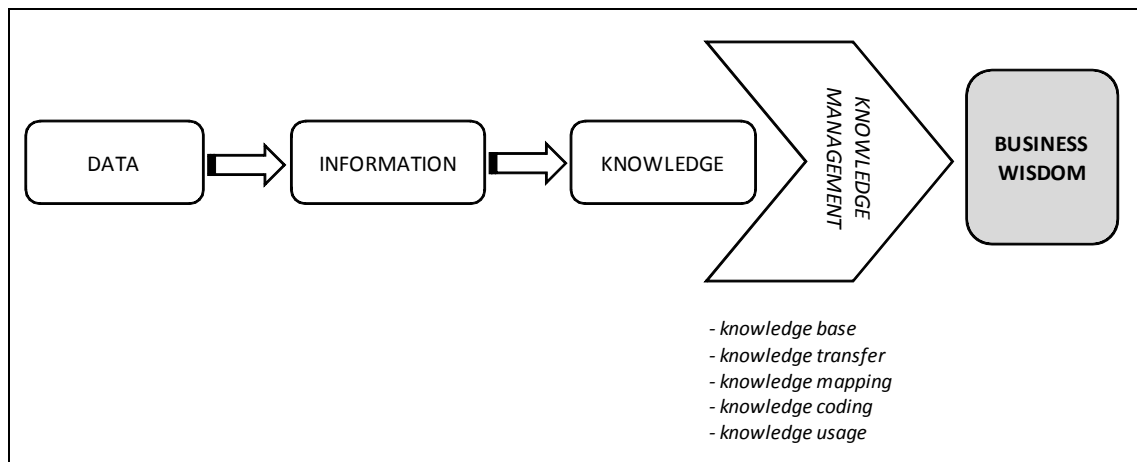 DATA
INFORMATION
KNOWLEDGE
KNOWLEDGE
MANAGEMENT
BUSINESS
WISDOM
- knowledge base
- knowledge transfer
- knowledge mapping
- knowledge coding
- knowledge usage